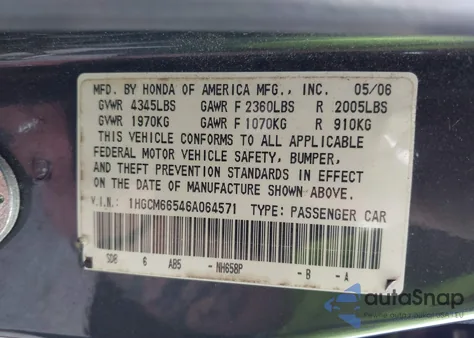 MFD. BY HONDA OF AMERICA MFG., INC. 05/06
GVWR 4345LBS GAWR F 2360LBS R 2005LBS
GVWR 1970KG GAWR F 1070KG R 910KG
THIS VEHICLE CONFORMS TO ALL APPLICABLE
FEDERAL MOTOR VEHICLE SAFETY, BUMPER,
AND THEFT PREVENTION STANDARDS IN EFFECT
ON THE DATE OF MANUFACTURE SHOWN ABOVE.
V.I.N: 1HGCM66546A064571 TYPE: PASSENGER CAR
SDB 6 AB5 - NH658P - B - A
autoSnap